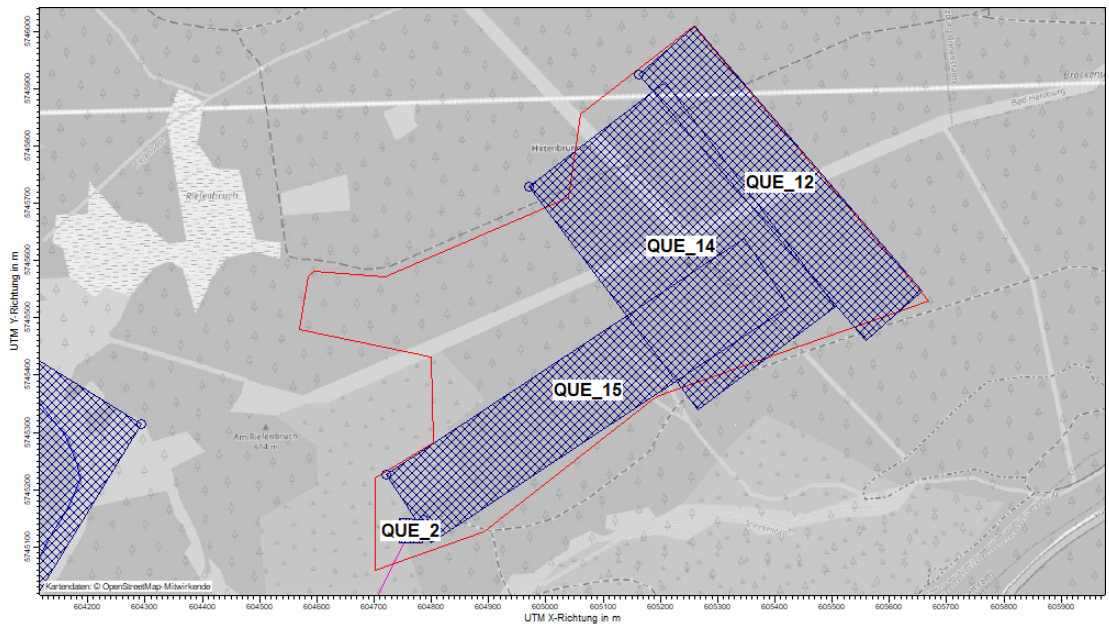 5746000
Brockens
Bad Harzburg
5745900
5745800
Hirtenbruch
QUE_12
5745700
Riefenbruch
QUE_14
5745600
UTM Y-Richtung in m
5745500
5745400
QUE_15
5745300
Am Riefenbruch
614 m
5745200
QUE_2
5745100
Kartendaten: © OpenStreetMap-Mitwirkende
604200 604300 604400 604500 604600 604700 604800 604900 605000 605100 605200 605300 605400 605500 605600 605700 605800 605900
UTM X-Richtung in m